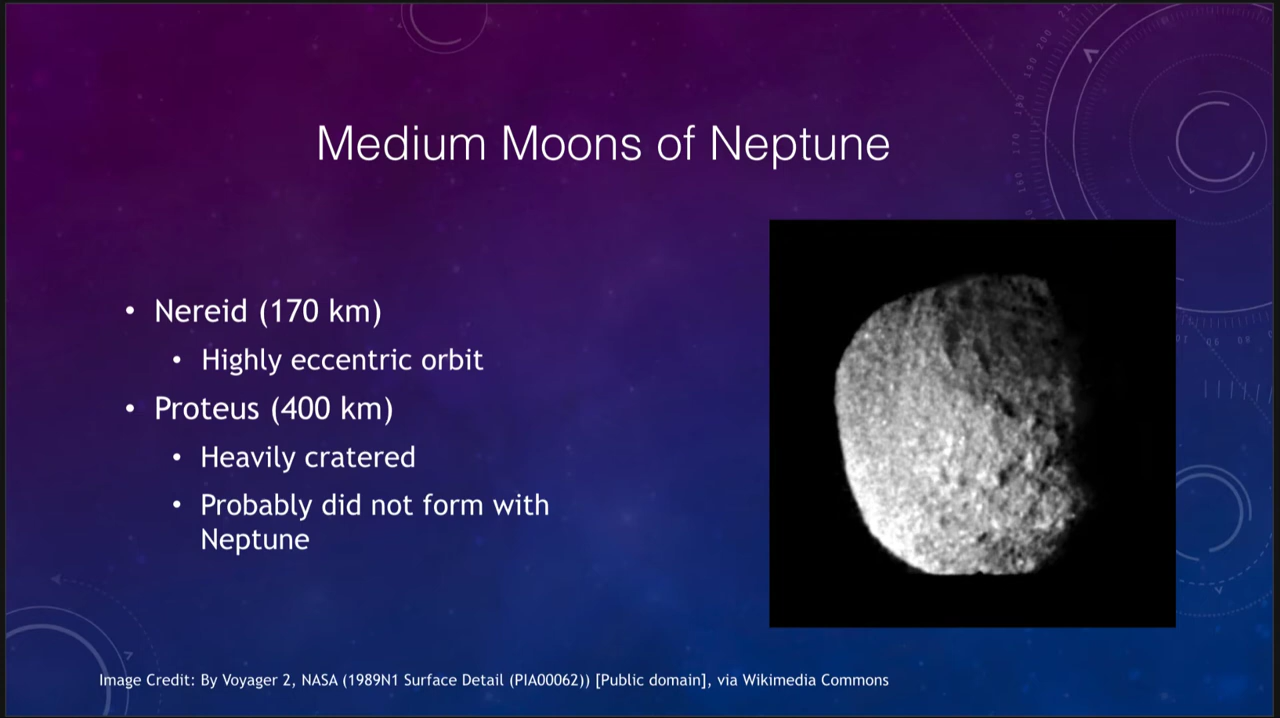 Medium Moons of Neptune
• Nereid (170 km)
• Highly eccentric orbit
• Proteus (400 km)
• Heavily cratered
• Probably did not form with
Neptune
Image Credit: By Voyager 2, NASA (1989N1 Surface Detail (PIA00062)) [Public domain], via Wikimedia Commons